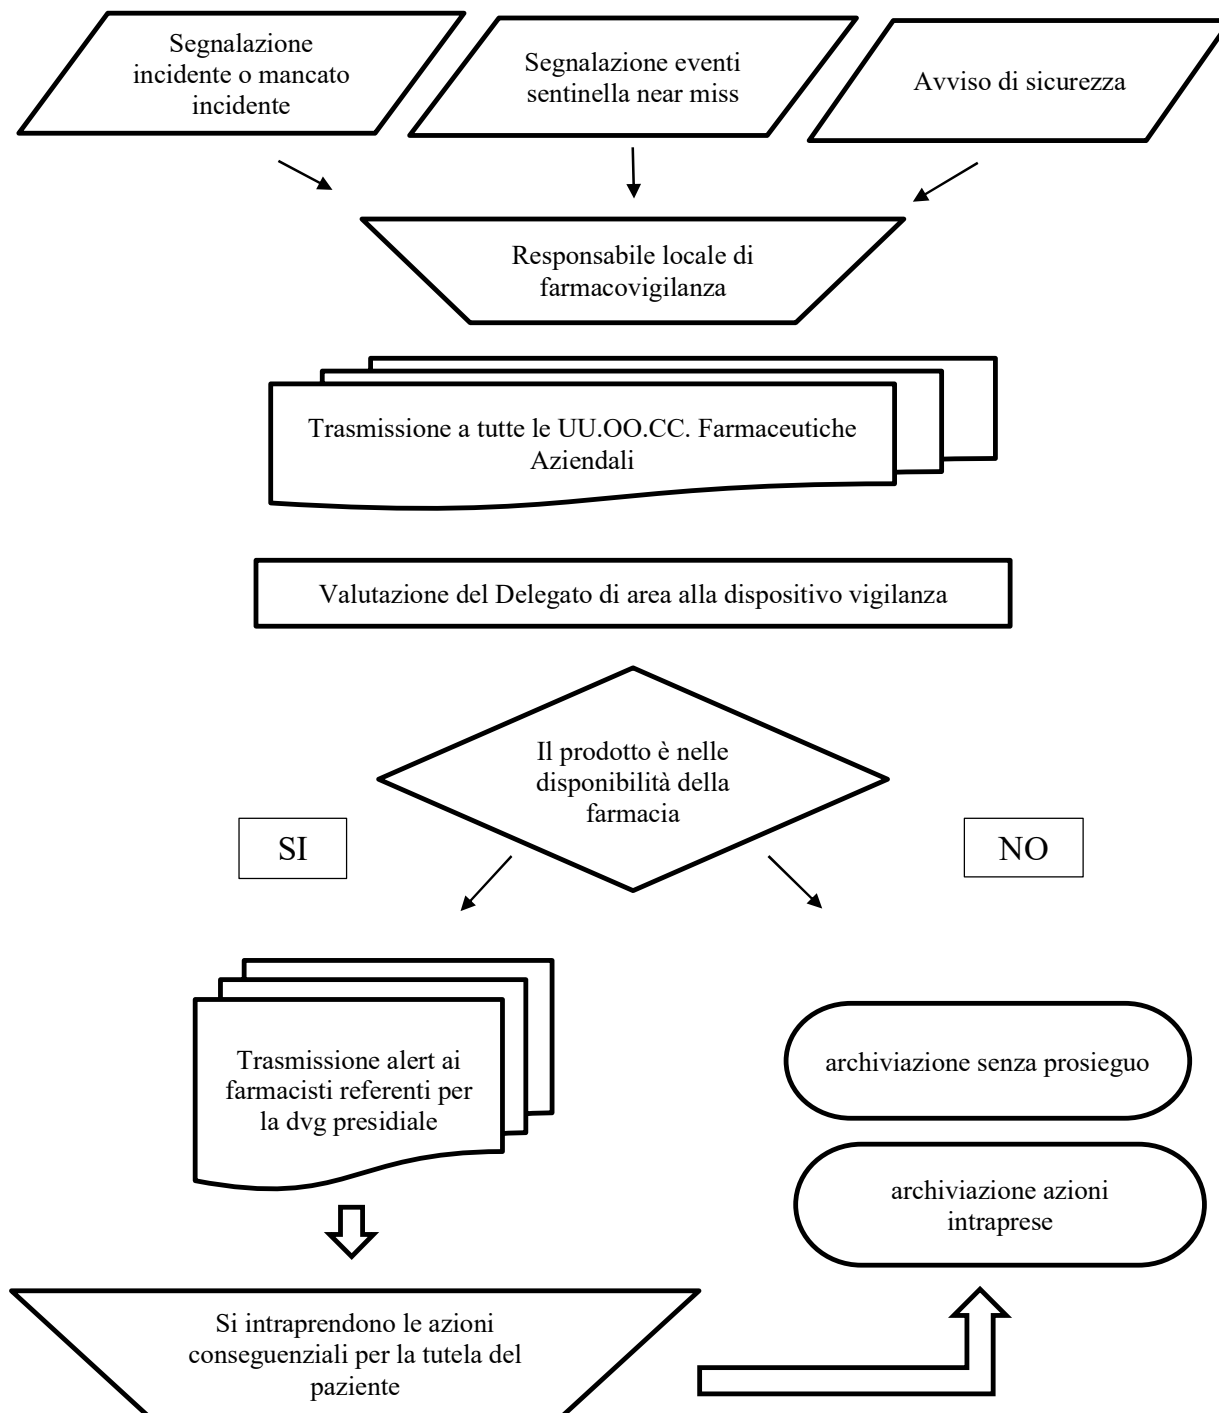 Segnalazione
incidente o mancato
incidente
Segnalazione eventi
sentinella near miss
Avviso di sicurezza
Responsabile locale di
farmacovigilanza
Trasmissione a tutte le UU.OO.CC. Farmaceutiche
Aziendali
Valutazione del Delegato di area alla dispositivo vigilanza
Il prodotto è nelle
disponibilità della
farmacia
SI
NO
Trasmissione alert ai
farmacisti referenti per
la dvg presidiale
archiviazione senza prosieguo
archiviazione azioni
intraprese
Si intraprendono le azioni
conseguenziali per la tutela del
paziente